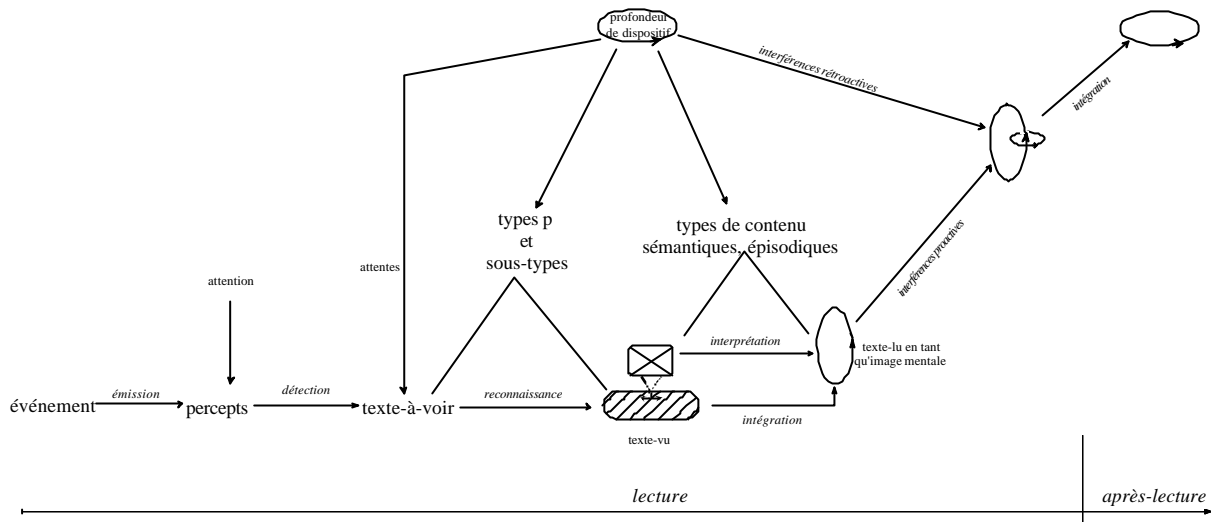 profondeur
de dispositif
interférences rétroactives
intégration
types p
et
sous-types
types de contenu
sémantiques, épisodiques
attentes
attention
interférences proactives
interprétation
texte-lu en tant
qu'image mentale
événement
émission
percepts
détection
texte-à-voir
reconnaissance
intégration
texte-vu
lecture
après-lecture